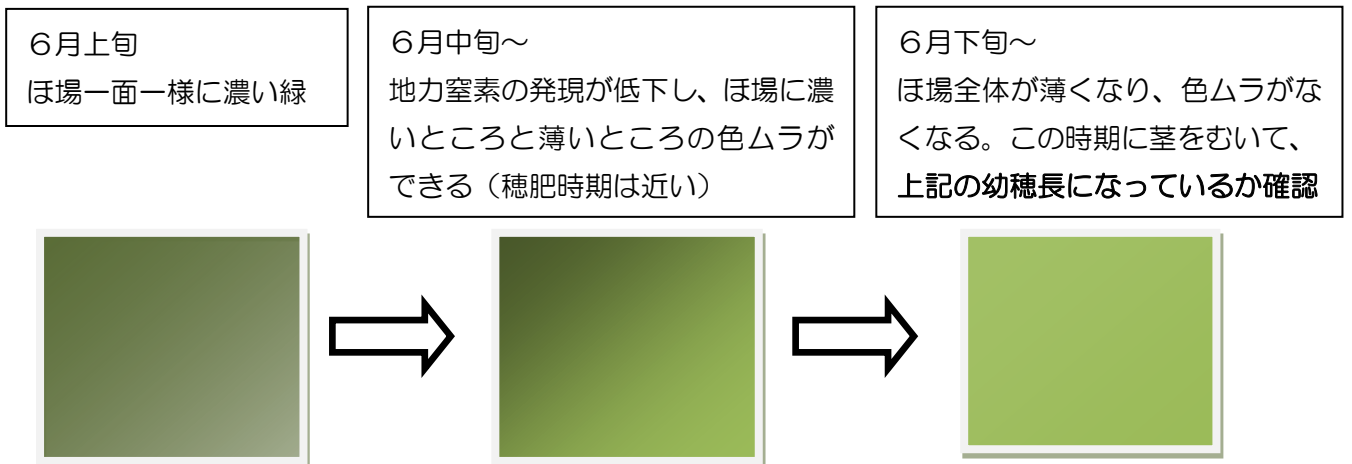 ６月上旬
ほ場一面一様に濃い緑
６月中旬～
地力窒素の発現が低下し、ほ場に濃
いところと薄いところの色ムラが
できる（穂肥時期は近い）
６月下旬～
ほ場全体が薄くなり、色ムラがな
くなる。この時期に茎をむいて、
上記の幼穂長になっているか確認